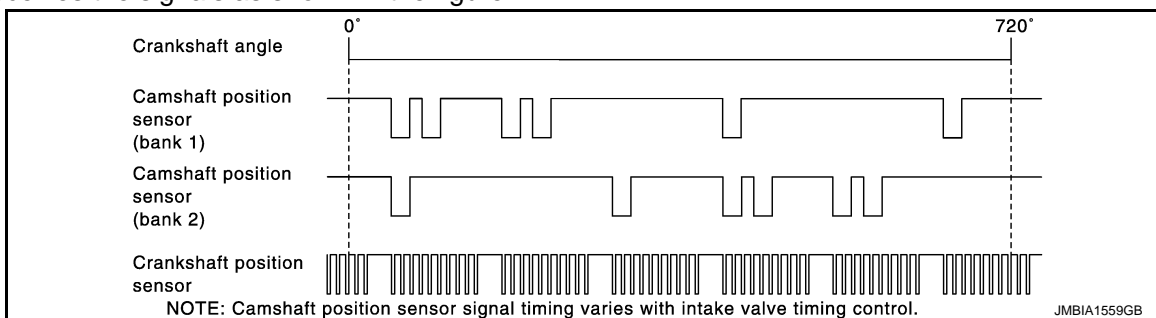 0° 720°
Crankshaft angle
Camshaft position
sensor
(bank 1)
Camshaft position
sensor
(bank 2)
Crankshaft position
sensor
NOTE: Camshaft position sensor signal timing varies with intake valve timing control.
JMBIA1559GB